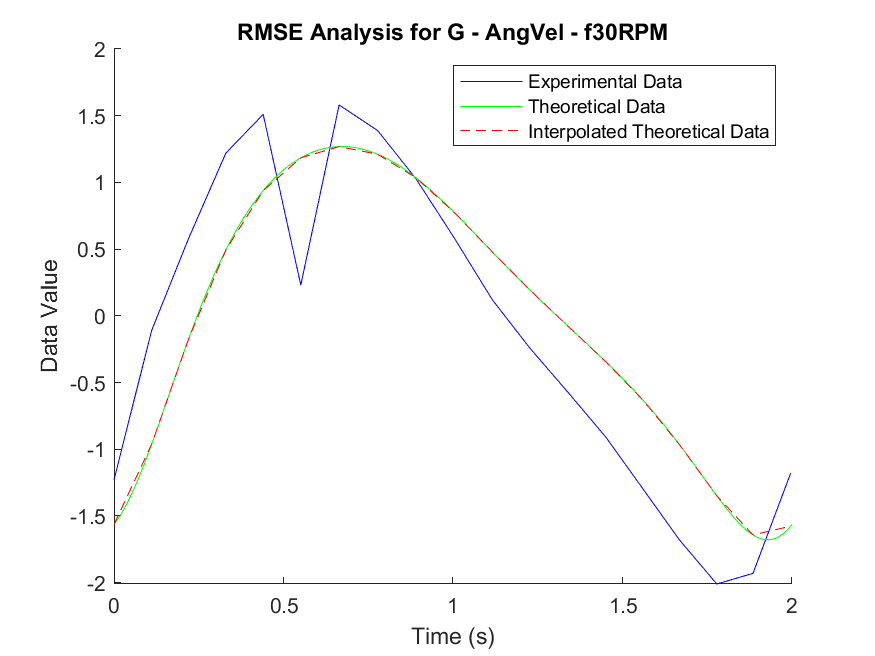 RMSE Analysis for G - AngVel - f30RPM
Experimental Data
Theoretical Data
Interpolated Theoretical Data
Data Value
2
1.5
1
0.5
0
-0.5
-1
-1.5
-2
0 0.5 1 1.5 2
Time (s)